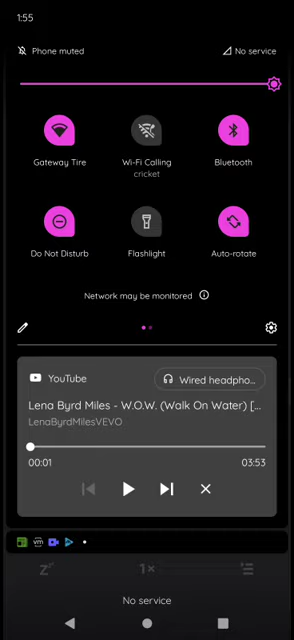 1:55
Phone muted
No service
Gateway Tire
Wi-Fi Calling
Bluetooth
cricket
Do Not Disturb
Flashlight
Auto-rotate
Network may be monitored
YouTube
Wired headpho...
Lena Byrd Miles - W.O.W. (Walk On Water) [...
LenaByrdMilesVEVO
00:01
03:53
vm
1×
No service